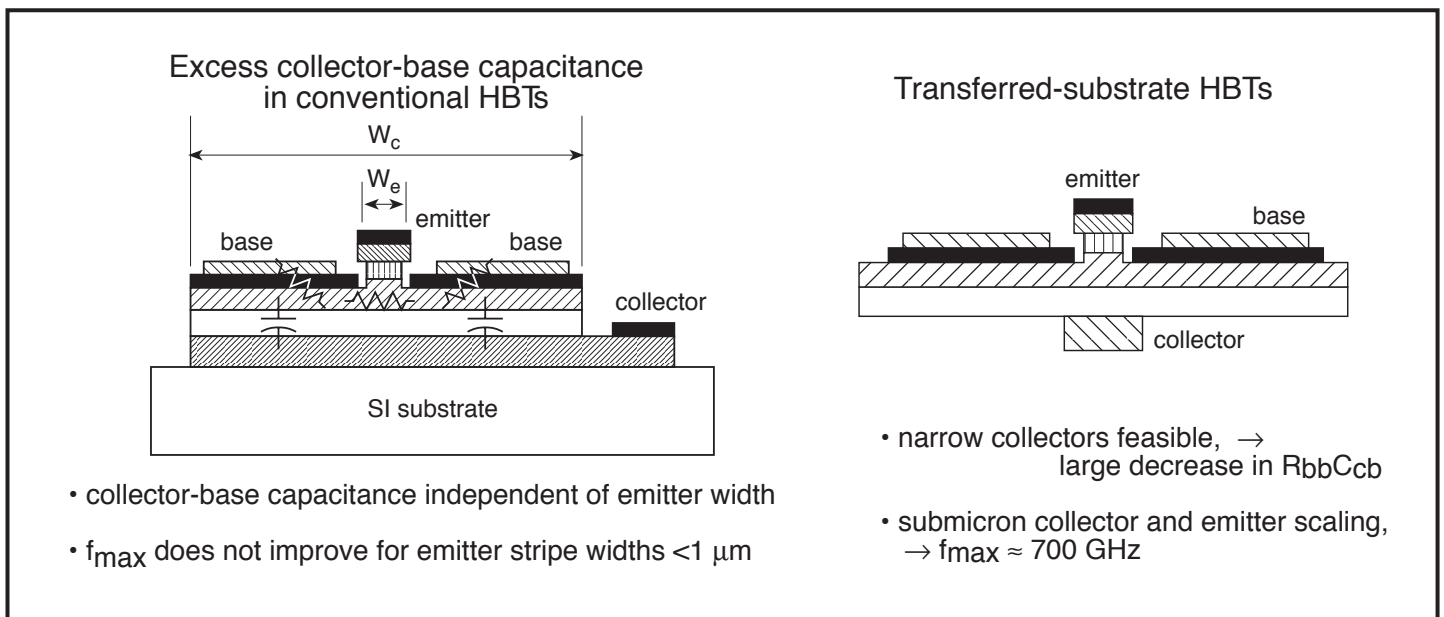 Excess collector-base capacitance
in conventional HBTs
Wc
We
emitter
base
base
collector
SI substrate
• collector-base capacitance independent of emitter width
• fmax does not improve for emitter stripe widths <1 μm
Transferred-substrate HBTs
emitter
base
collector
• narrow collectors feasible, →
large decrease in RbbCcb
• submicron collector and emitter scaling,
→ fmax ≈ 700 GHz